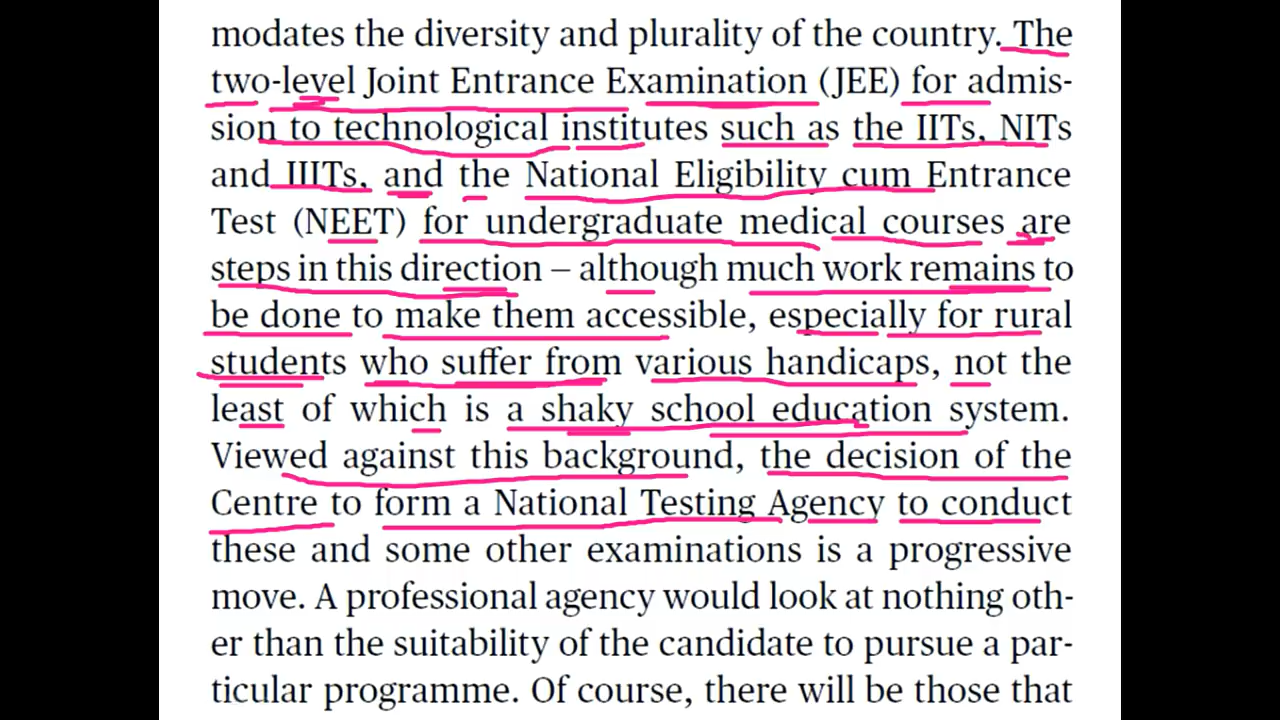 modates the diversity and plurality of the country. The
two-level Joint Entrance Examination (JEE) for admis-
sion to technological institutes such as the IITs, NITs
and IIITs, and the National Eligibility cum Entrance
Test (NEET) for undergraduate medical courses are
steps in this direction – although much work remains to
be done to make them accessible, especially for rural
students who suffer from various handicaps, not the
least of which is a shaky school education system.
Viewed against this background, the decision of the
Centre to form a National Testing Agency to conduct
these and some other examinations is a progressive
move. A professional agency would look at nothing oth-
er than the suitability of the candidate to pursue a par-
ticular programme. Of course, there will be those that